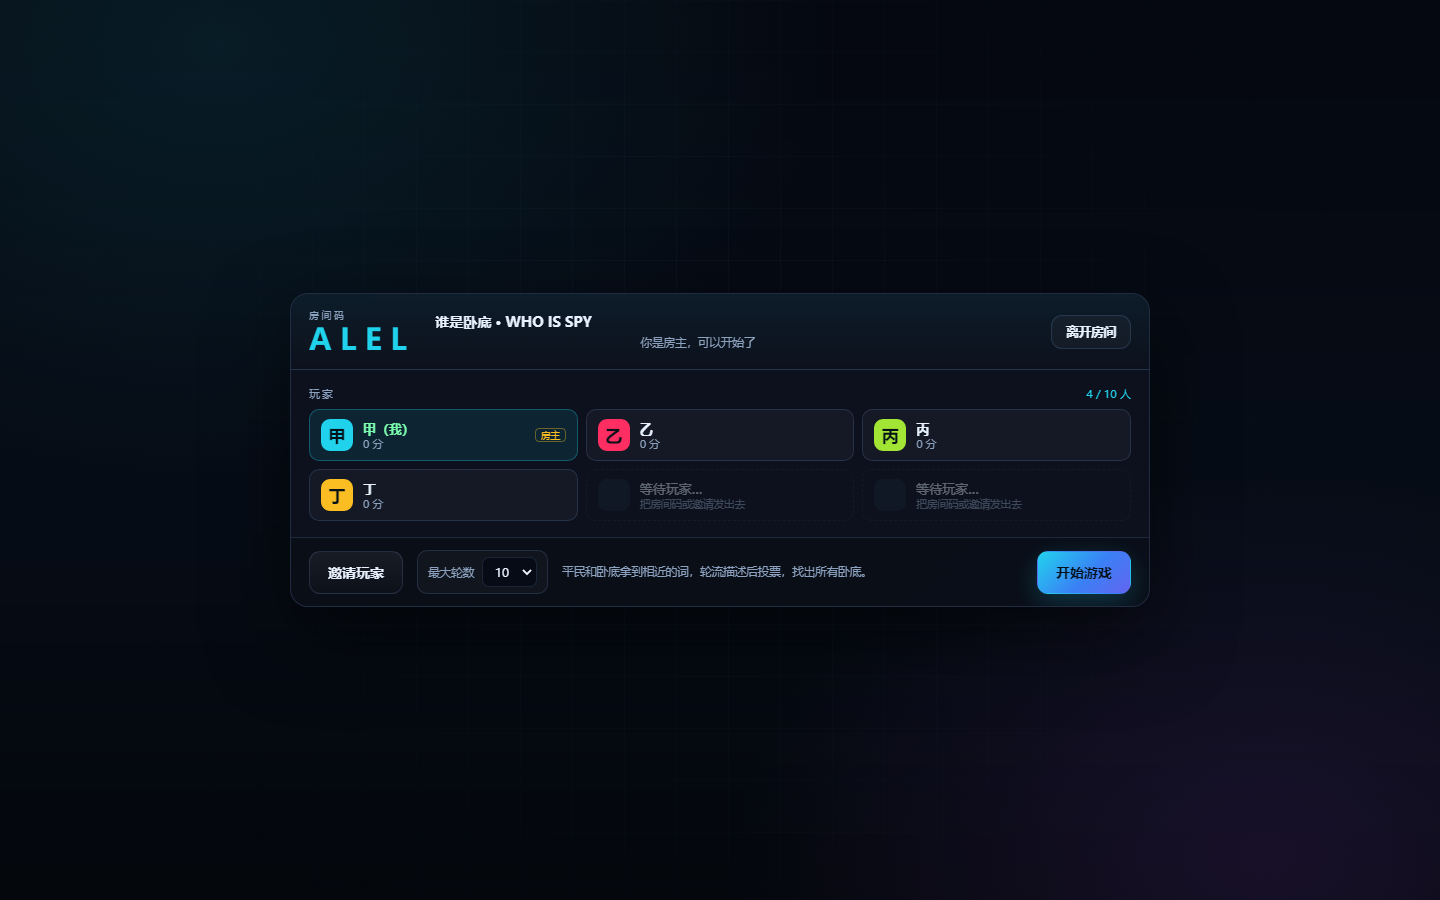 房间码
ALEL
谁是卧底 • WHO IS SPY
你是房主，可以开始了
离开房间
玩家
4 / 10 人
甲
甲（我）
0 分
房主
乙
乙
0 分
丙
丙
0 分
丁
丁
0 分
等待玩家...
把房间码或邀请发出去
等待玩家...
把房间码或邀请发出去
邀请玩家
最大轮数
10
平民和卧底拿到相近的词，轮流描述后投票，找出所有卧底。
开始游戏